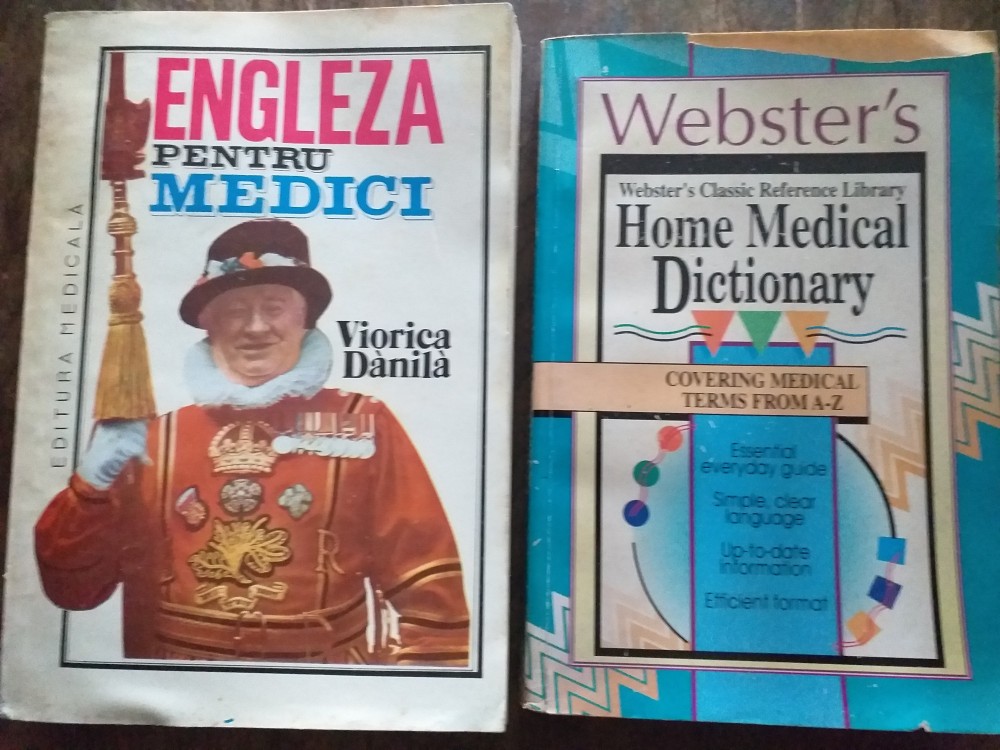 ENGLEZA
PENTRU
MEDICI
Viorica
Dànilà
EDITURA MEDICALĂ
R
Webster's
Webster's Classic Reference Library
Home Medical
Dictionary
COVERING MEDICAL
TERMS FROM A-Z
Essential
everyday guide
Simple, clear
language
Up-to-date
information
Efficient format